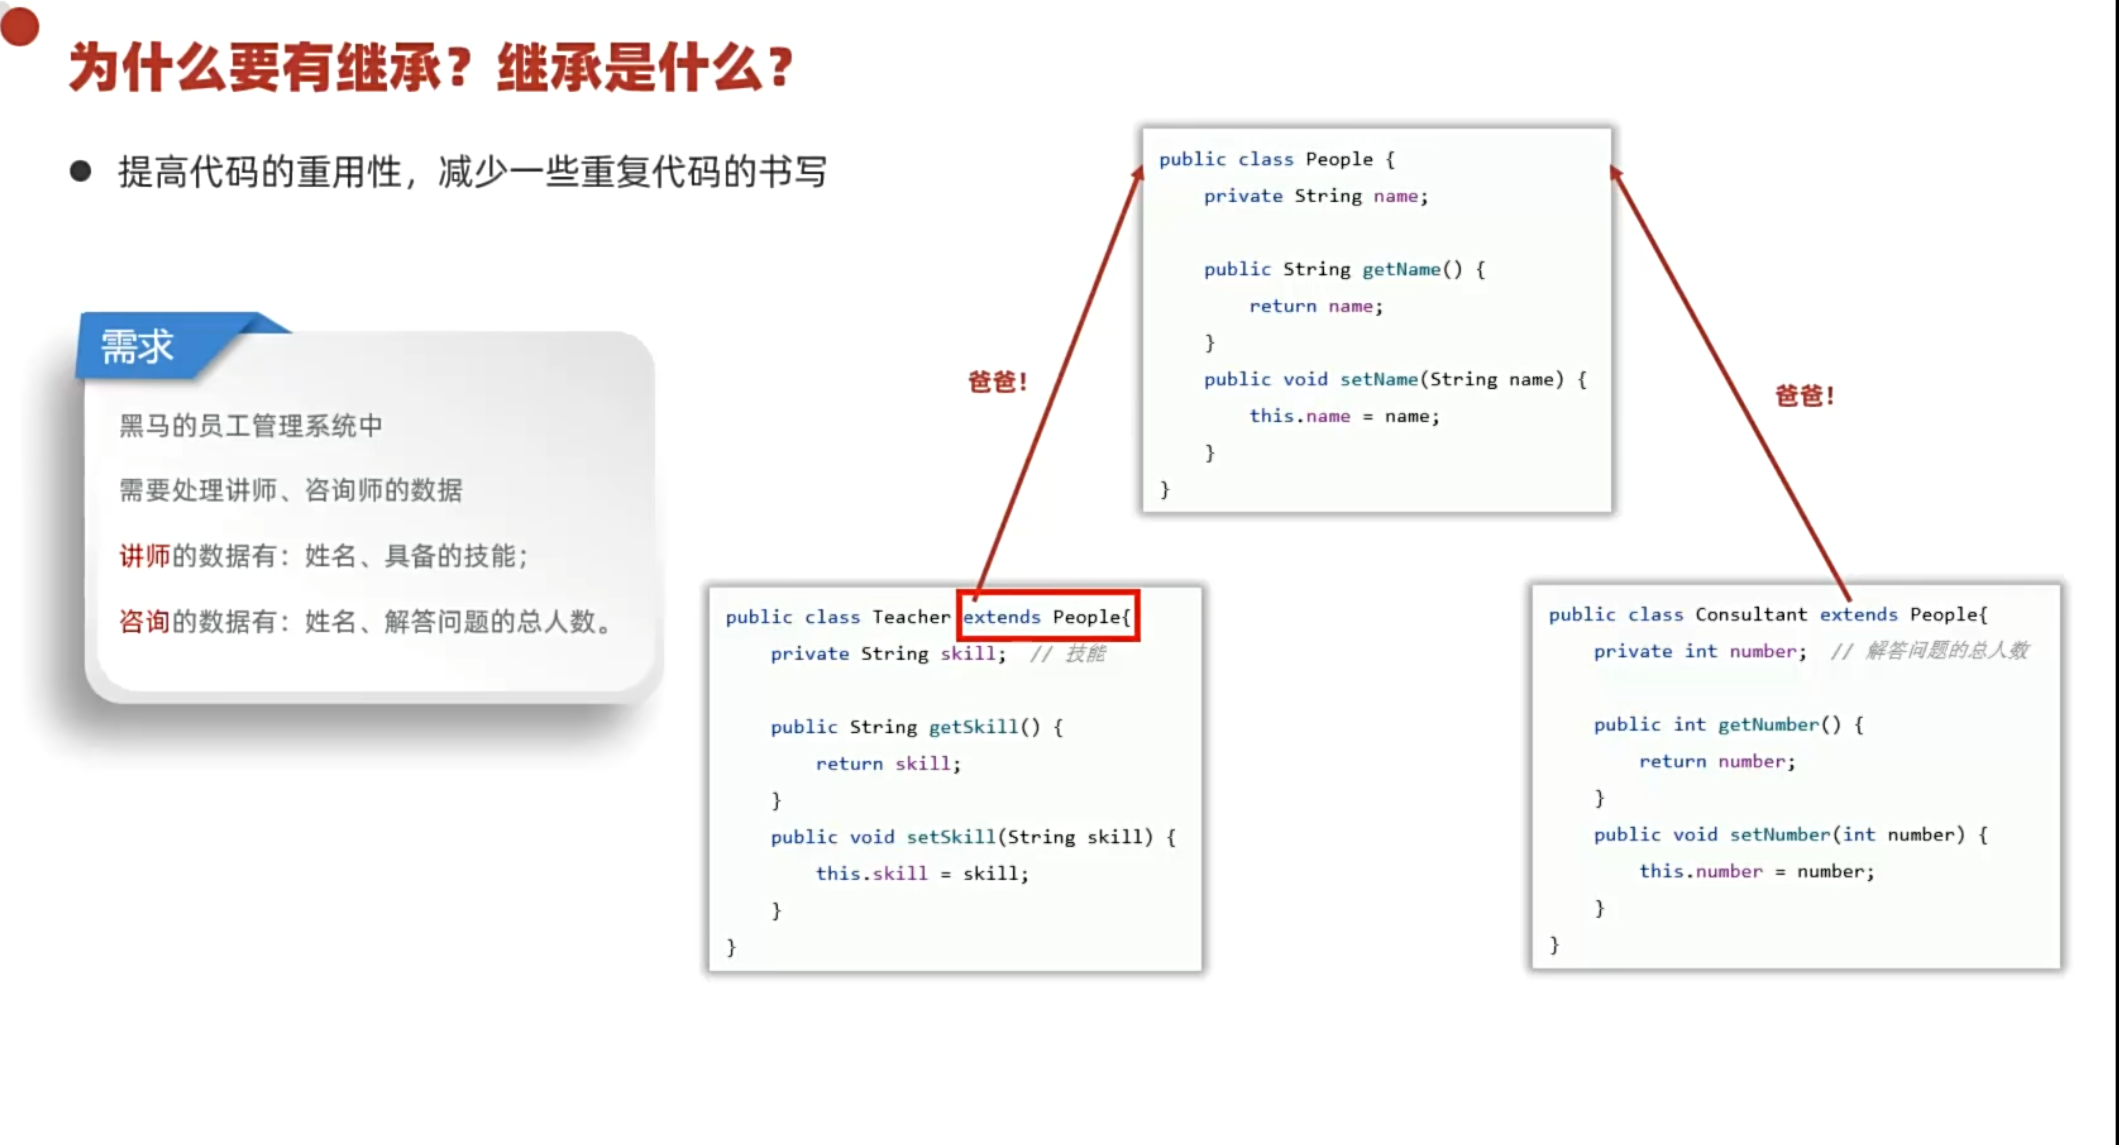 为什么要有继承？继承是什么？
提高代码的重用性，减少一些重复代码的书写
需求
黑马的员工管理系统中
需要处理讲师、咨询师的数据
讲师的数据有：姓名、具备的技能；
咨询的数据有：姓名、解答问题的总人数。
public class People {
private String name;
public String getName() {
return name;
}
public void setName(String name) {
this.name = name;
}
}
爸爸！
爸爸！
public class Teacher extends People{
private String skill; // 技能
public String getSkill() {
return skill;
}
public void setSkill(String skill) {
this.skill = skill;
}
}
public class Consultant extends People{
private int number; // 解答问题的总人数
public int getNumber() {
return number;
}
public void setNumber(int number) {
this.number = number;
}
}